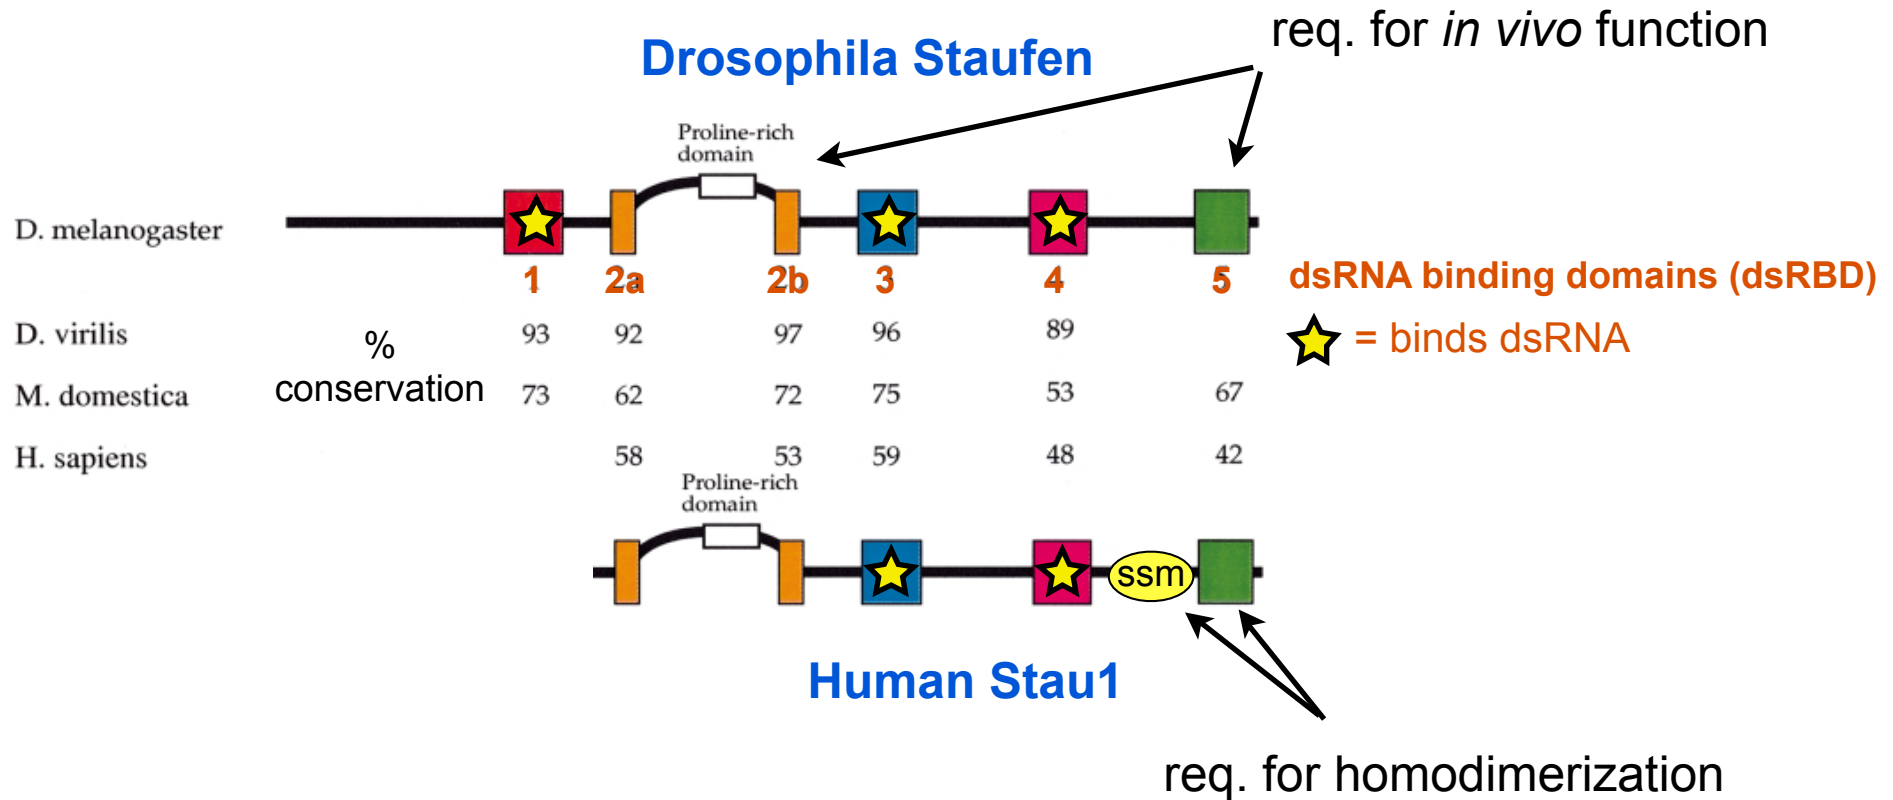 req. for in vivo function
Drosophila Staufen
Proline-rich
domain
D. melanogaster
1 2a 2b 3 4 5 dsRNA binding domains (dsRBD)
= binds dsRNA
D. virilis % 93 92 97 96 89
M. domestica conservation 73 62 72 75 53 67
H. sapiens 58 53 59 48 42
Proline-rich
domain
ssm
Human Stau1
req. for homodimerization